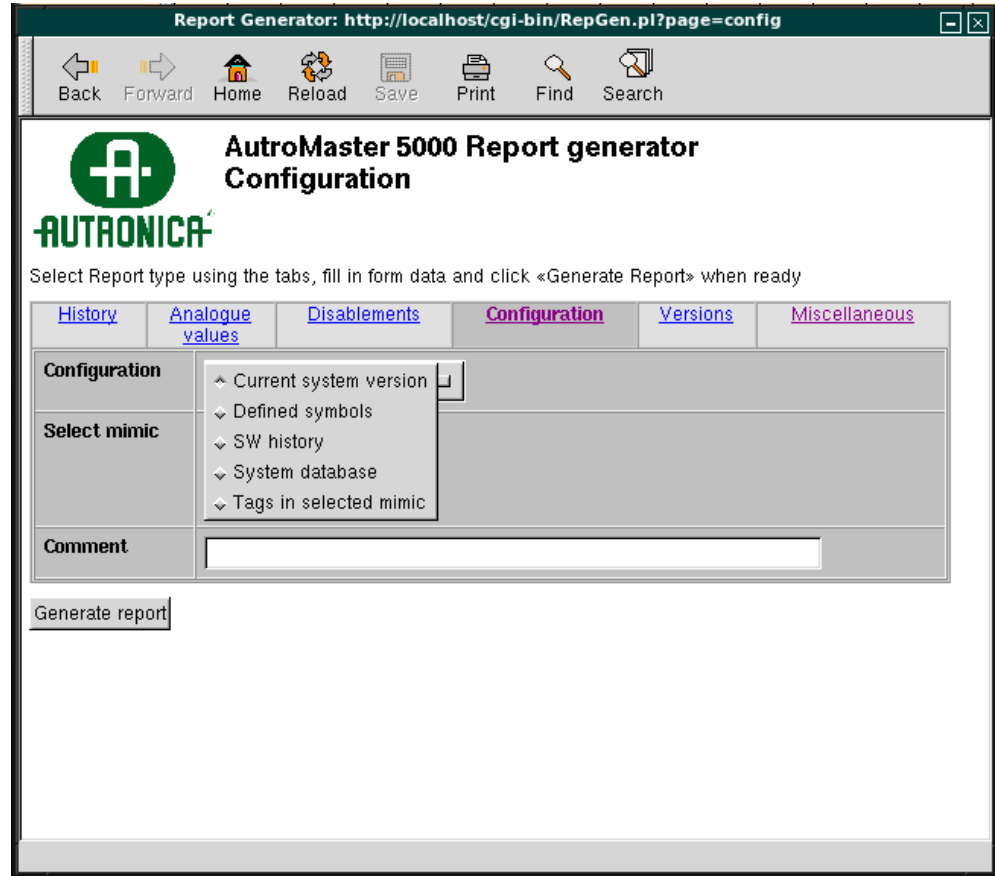 Report Generator: http://localhost/cgi-bin/RepGen.pl?page=config
Back Forward Home Reload Save Print Find Search
AutroMaster 5000 Report generator
Configuration
AUTRONICA
Select Report type using the tabs, fill in form data and click «Generate Report» when ready
History Analogue values Disablements Configuration Versions Miscellaneous
Configuration
Current system version
Defined symbols
Select mimic
SW history
System database
Tags in selected mimic
Comment
Generate report